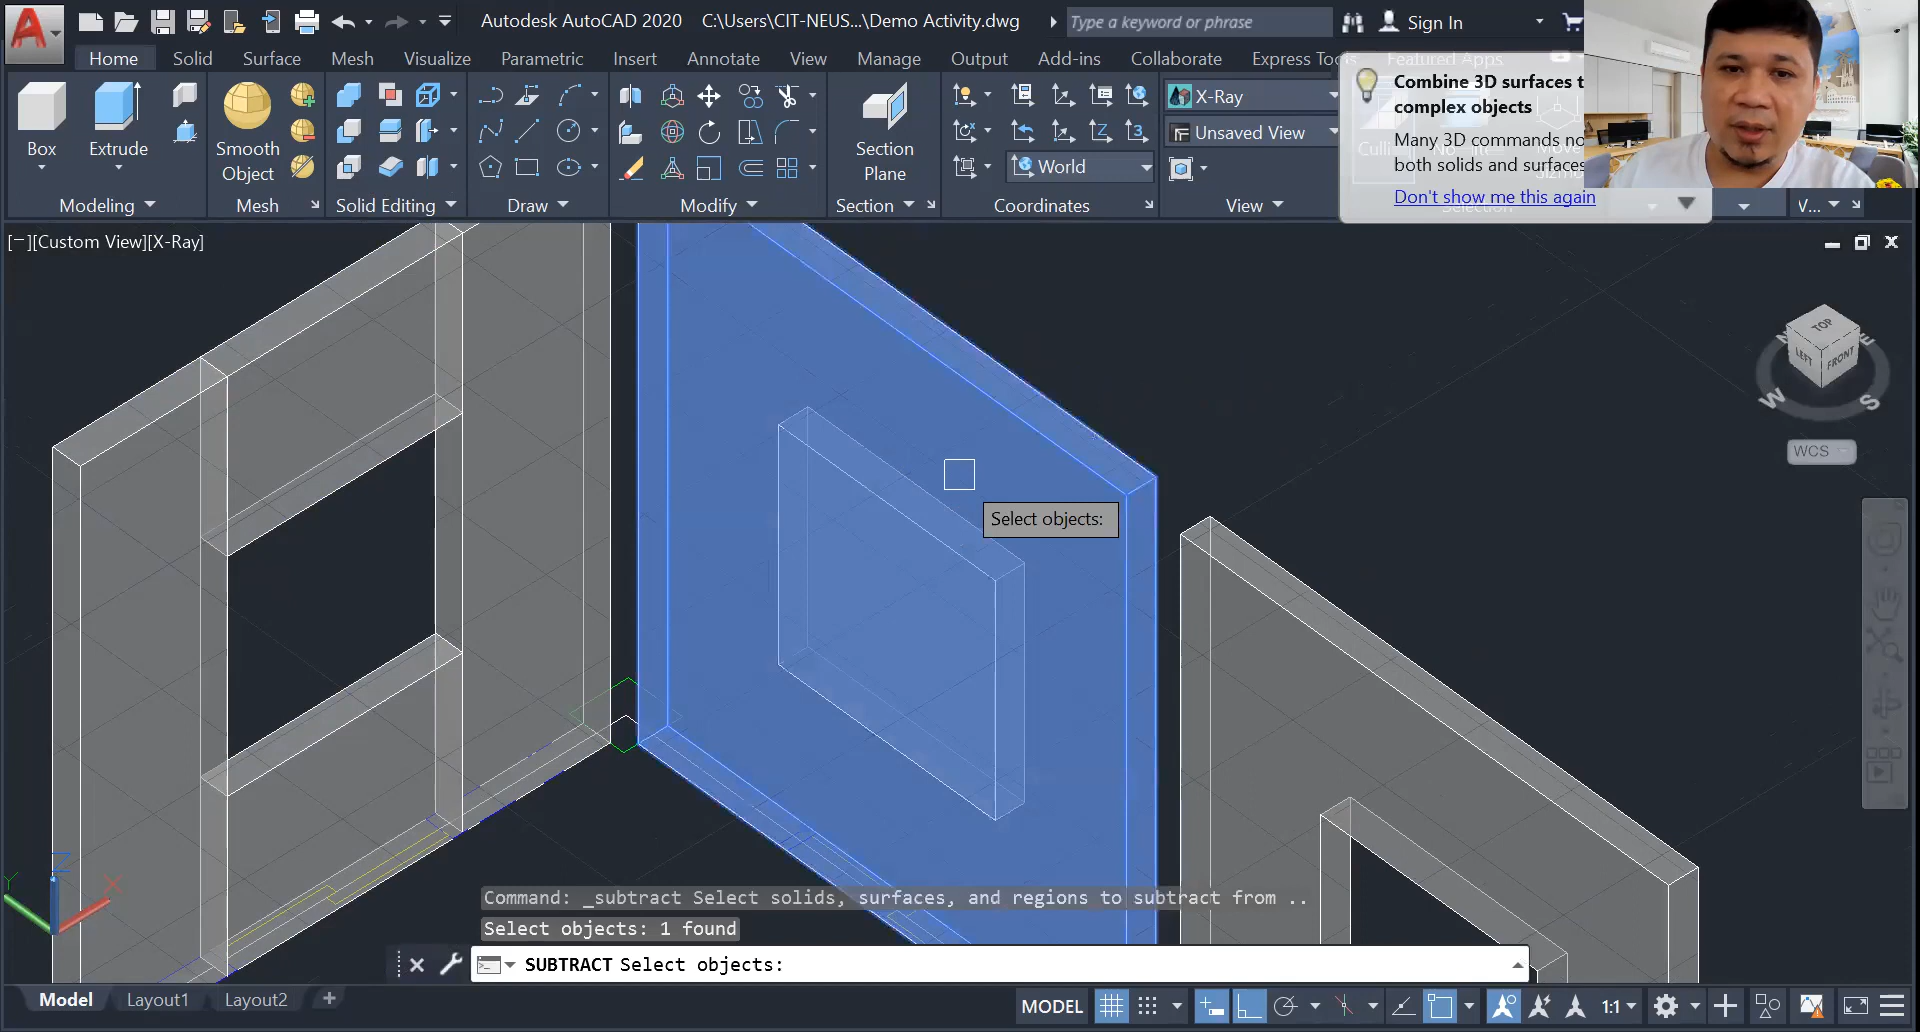 Autodesk AutoCAD 2020 C:\Users\CIT-NEUS...\Demo Activity.dwg
Type a keyword or phrase
Sign In
Home Solid Surface Mesh Visualize Parametric Insert Annotate View Manage Output Add-ins Collaborate Express Featured Apps
Box
Extrude
Smooth
Object
Section
Plane
World
X-Ray
Unsaved View
Modeling
Mesh
Solid Editing
Draw
Modify
Section
Coordinates
View
Selection
V...
Combine 3D surfaces t
complex objects
Many 3D commands no
both solids and surfaces
Don't show me this again
[−][Custom View][X-Ray]
TOP
LEFT
FRONT
N
E
W
S
WCS
Select objects:
Z
Y
X
Command: _subtract Select solids, surfaces, and regions to subtract from ..
Select objects: 1 found
SUBTRACT Select objects:
Model Layout1 Layout2
MODEL
1:1